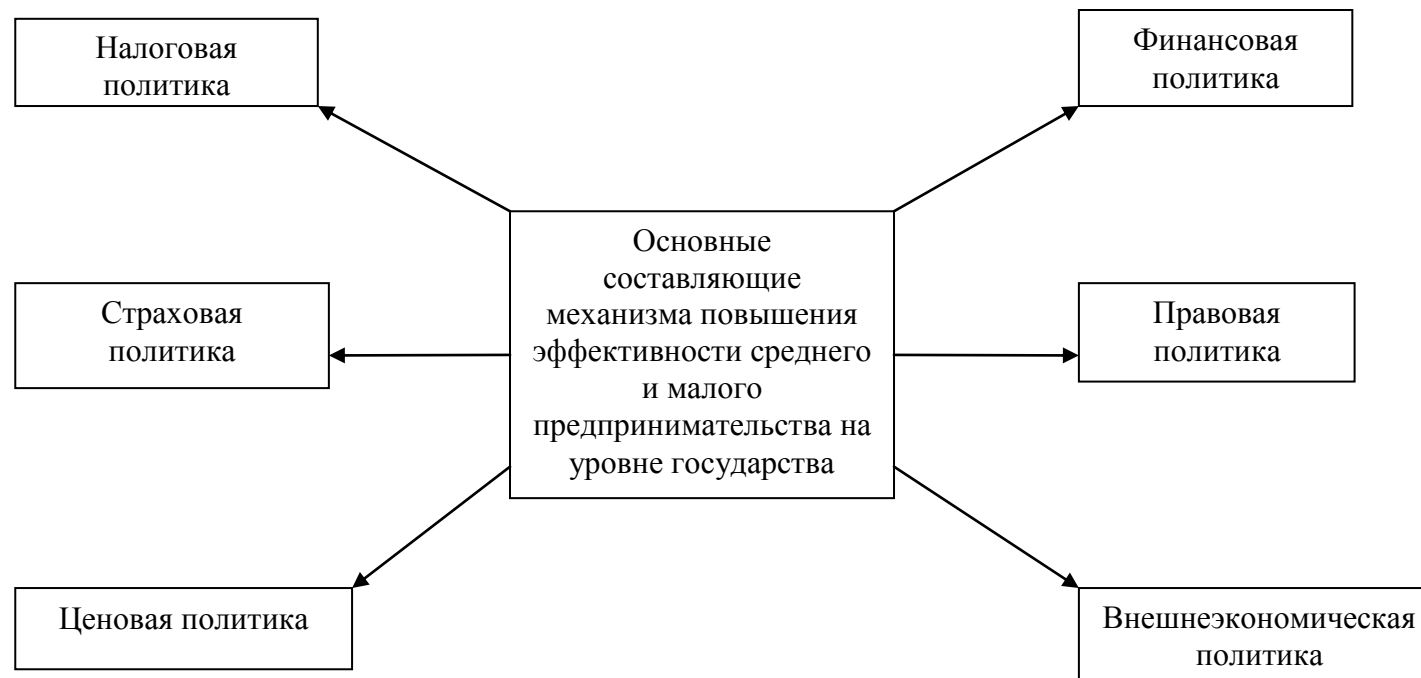 Налоговая
политика
Финансовая
политика
Основные
составляющие
механизма повышения
эффективности среднего
и малого
предпринимательства на
уровне государства
Страховая
политика
Правовая
политика
Ценовая политика
Внешнеэкономическая
политика